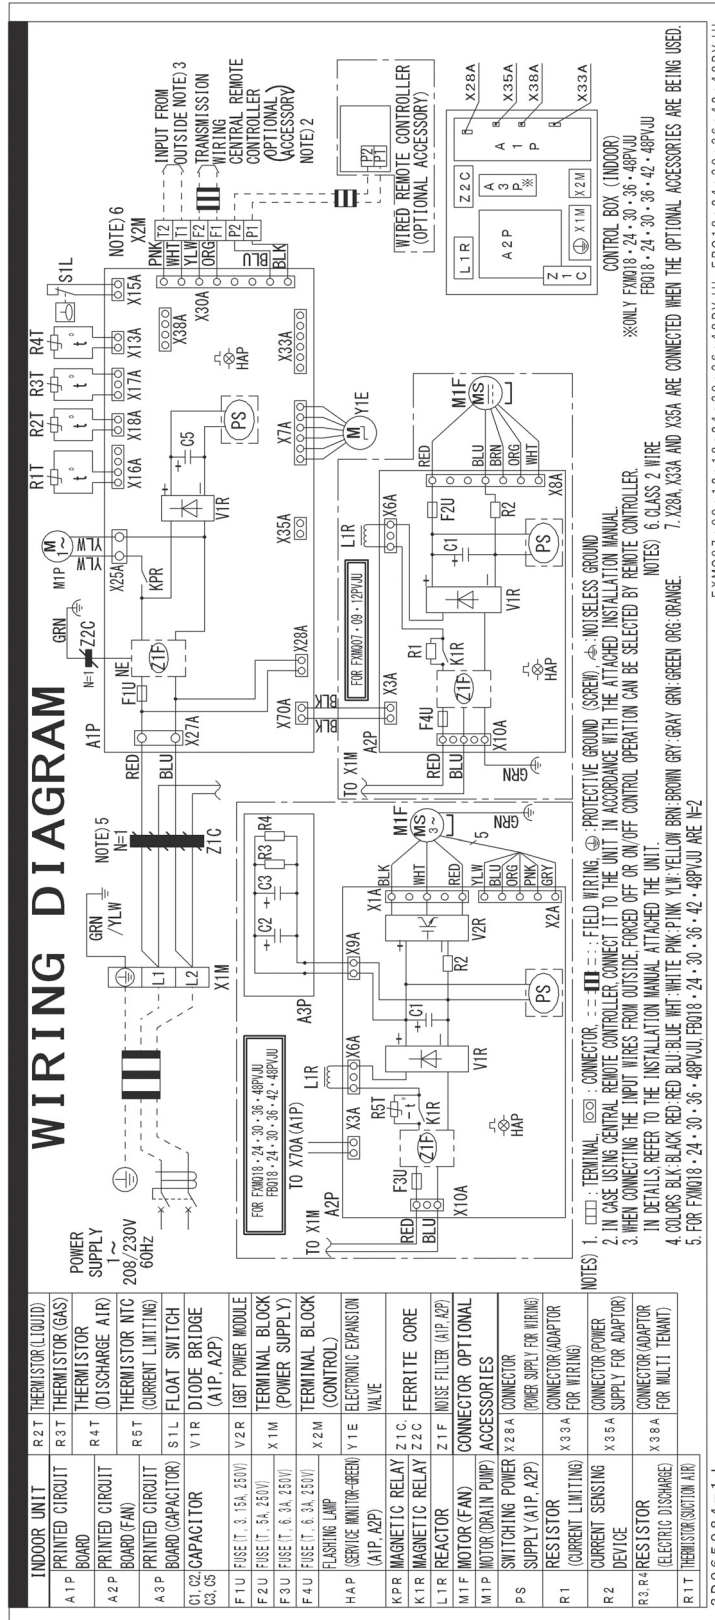 WIRING DIAGRAM
POWER
SUPPLY
1~
208/230V
60Hz
GRN
/YLW
L1
L2
X1M
NOTE) 5
N=1
Z1C
RED
BLU
A1P
X27A
F1U
NE
Z1F
N=1
Z2C
GRN
M1P
M
1~
YLW
YLW
X25A
KPR
R1T
R2T
R3T
R4T
S1L
t°
t°
t°
t°
X16A
X18A
X17A
X13A
X15A
V1R
C5
PS
X38A
X30A
HAP
X33A
X7A
X35A
X28A
X70A
M
Y1E
NOTE) 6
X2M
PNK
WHT
YLW
ORG
BLU
BLK
T2
T1
F2
F1
P2
P1
INPUT FROM
OUTSIDE NOTE) 3
TRANSMISSION
WIRING
CENTRAL REMOTE
CONTROLLER
(OPTIONAL
ACCESSORY)
NOTE) 2
P2
P1
WIRED REMOTE CONTROLLER
(OPTIONAL ACCESSORY)
BLK
BLK
FOR FXMQ18・24・30・36・48PVJU
FBQ18・24・30・36・42・48PVJU
TO X70A (A1P)
TO X1M
A2P
X3A
L1R
X6A
A3P
C2
C3
R3
R4
X9A
RED
BLU
X10A
F3U
Z1F
R5T
-t°
K1R
V1R
C1
R2
V2R
PS
HAP
X1A
BLK
WHT
RED
M1F
MS
3~
GRN
5
YLW
BLU
ORG
PNK
GRY
X2A
FOR FXMQ07・09・12PVJU
TO X1M
A2P
X3A
L1R
X6A
RED
BLU
X10A
F4U
Z1F
R1
K1R
V1R
C1
F2U
R2
PS
HAP
GRN
X8A
RED
BLU
BRN
ORG
WHT
M1F
MS
L1R
Z2C
A2P
A3P
※
A1P
Z1C
X1M
X2M
X28A
X35A
X38A
X33A
CONTROL BOX (INDOOR)
※ONLY FXMQ18・24・30・36・48PVJU
FBQ18・24・30・36・42・48PVJU
NOTES) 1. : TERMINAL, : CONNECTOR, : FIELD WIRING, : PROTECTIVE GROUND (SCREW), : NOISELESS GROUND
2. IN CASE USING CENTRAL REMOTE CONTROLLER, CONNECT IT TO THE UNIT IN ACCORDANCE WITH THE ATTACHED INSTALLATION MANUAL.
3. WHEN CONNECTING THE INPUT WIRES FROM OUTSIDE, FORCED OFF OR ON/OFF CONTROL OPERATION CAN BE SELECTED BY REMOTE CONTROLLER.
IN DETAILS, REFER TO THE INSTALLATION MANUAL ATTACHED THE UNIT.
4. COLORS BLK:BLACK RED:RED BLU:BLUE WHT:WHITE PNK:PINK YLW:YELLOW BRN:BROWN GRY:GRAY GRN:GREEN ORG:ORANGE.
5. FOR FXMQ18・24・30・36・48PVJU, FBQ18・24・30・36・42・48PVJU ARE N=2
NOTES) 6. CLASS 2 WIRE
7. X28A, X33A AND X35A ARE CONNECTED WHEN THE OPTIONAL ACCESSORIES ARE BEING USED.
INDOOR UNIT
A1P PRINTED CIRCUIT BOARD
A2P PRINTED CIRCUIT BOARD (FAN)
A3P PRINTED CIRCUIT BOARD (CAPACITOR)
C1, C2, C3, C5 CAPACITOR
F1U FUSE (T, 3. 15A, 250V)
F2U FUSE (T, 5A, 250V)
F3U FUSE (T, 6. 3A, 250V)
F4U FUSE (T, 6. 3A, 250V)
HAP FLASHING LAMP (SERVICE MONITOR-GREEN) (A1P, A2P)
KPR MAGNETIC RELAY
K1R MAGNETIC RELAY
L1R REACTOR
M1F MOTOR (FAN)
M1P MOTOR (DRAIN PUMP)
PS SWITCHING POWER SUPPLY (A1P, A2P)
R1 RESISTOR (CURRENT LIMITING)
R2 CURRENT SENSING DEVICE
R3, R4 RESISTOR (ELECTRIC DISCHARGE)
R1T THERMISTOR (SUCTION AIR)
R2T THERMISTOR (LIQUID)
R3T THERMISTOR (GAS)
R4T THERMISTOR (DISCHARGE AIR)
R5T THERMISTOR NTC (CURRENT LIMITING)
S1L FLOAT SWITCH
V1R DIODE BRIDGE (A1P, A2P)
V2R IGBT POWER MODULE
X1M TERMINAL BLOCK (POWER SUPPLY)
X2M TERMINAL BLOCK (CONTROL)
Y1E ELECTRONIC EXPANSION VALVE
Z1C, Z2C FERRITE CORE
Z1F NOISE FILTER (A1P, A2P)
CONNECTOR OPTIONAL ACCESSORIES
X28A CONNECTOR (POWER SUPPLY FOR WIRING)
X33A CONNECTOR (ADAPTOR FOR WIRING)
X35A CONNECTOR (POWER SUPPLY FOR ADAPTOR)
X38A CONNECTOR (ADAPTOR FOR MULTI TENANT)